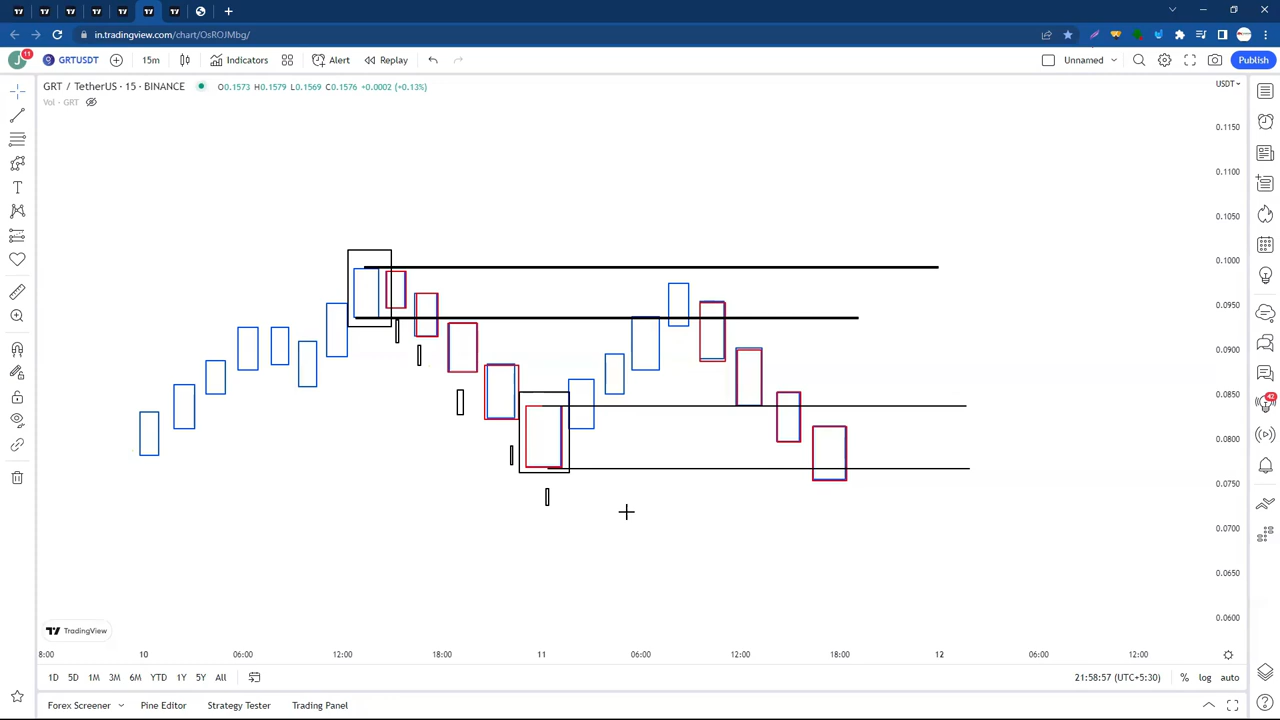 in.tradingview.com/chart/OsROJMbg/
J 11 GRTUSDT 15m Indicators Alert Replay Unnamed Publish
GRT / TetherUS · 15 · BINANCE O0.1573 H0.1579 L0.1569 C0.1576 +0.0002 (+0.13%) USDT
Vol · GRT
0.1150
0.1100
0.1050
0.1000
0.0950
0.0900
0.0850
42
0.0800
0.0750
0.0700
0.0650
0.0600
TradingView
8:00 10 06:00 12:00 18:00 11 06:00 12:00 18:00 12 06:00 12:00
1D 5D 1M 3M 6M YTD 1Y 5Y All 21:58:57 (UTC+5:30) % log auto
Forex Screener Pine Editor Strategy Tester Trading Panel